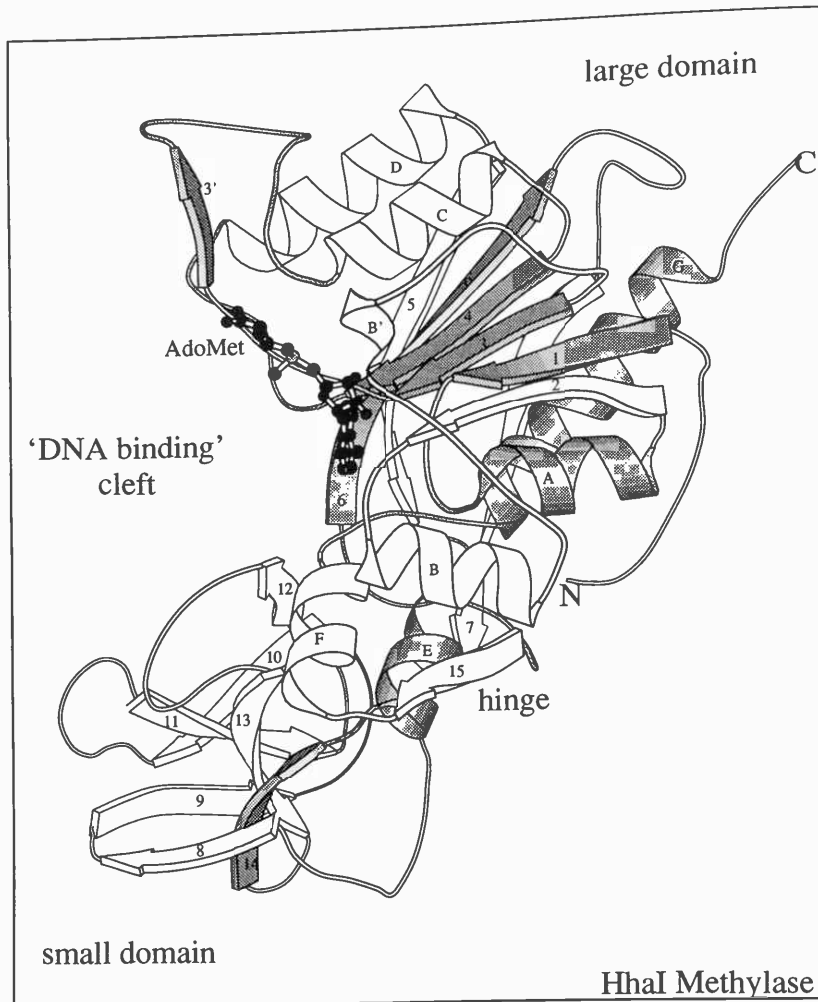 large domain
C
D
3'
C
G
5
4
B'
3
1
AdoMet
2
'DNA binding'
cleft
A
6
B
N
12
7
F
E
10
15
hinge
11
13
9
8
14
small domain
HhaI Methylase